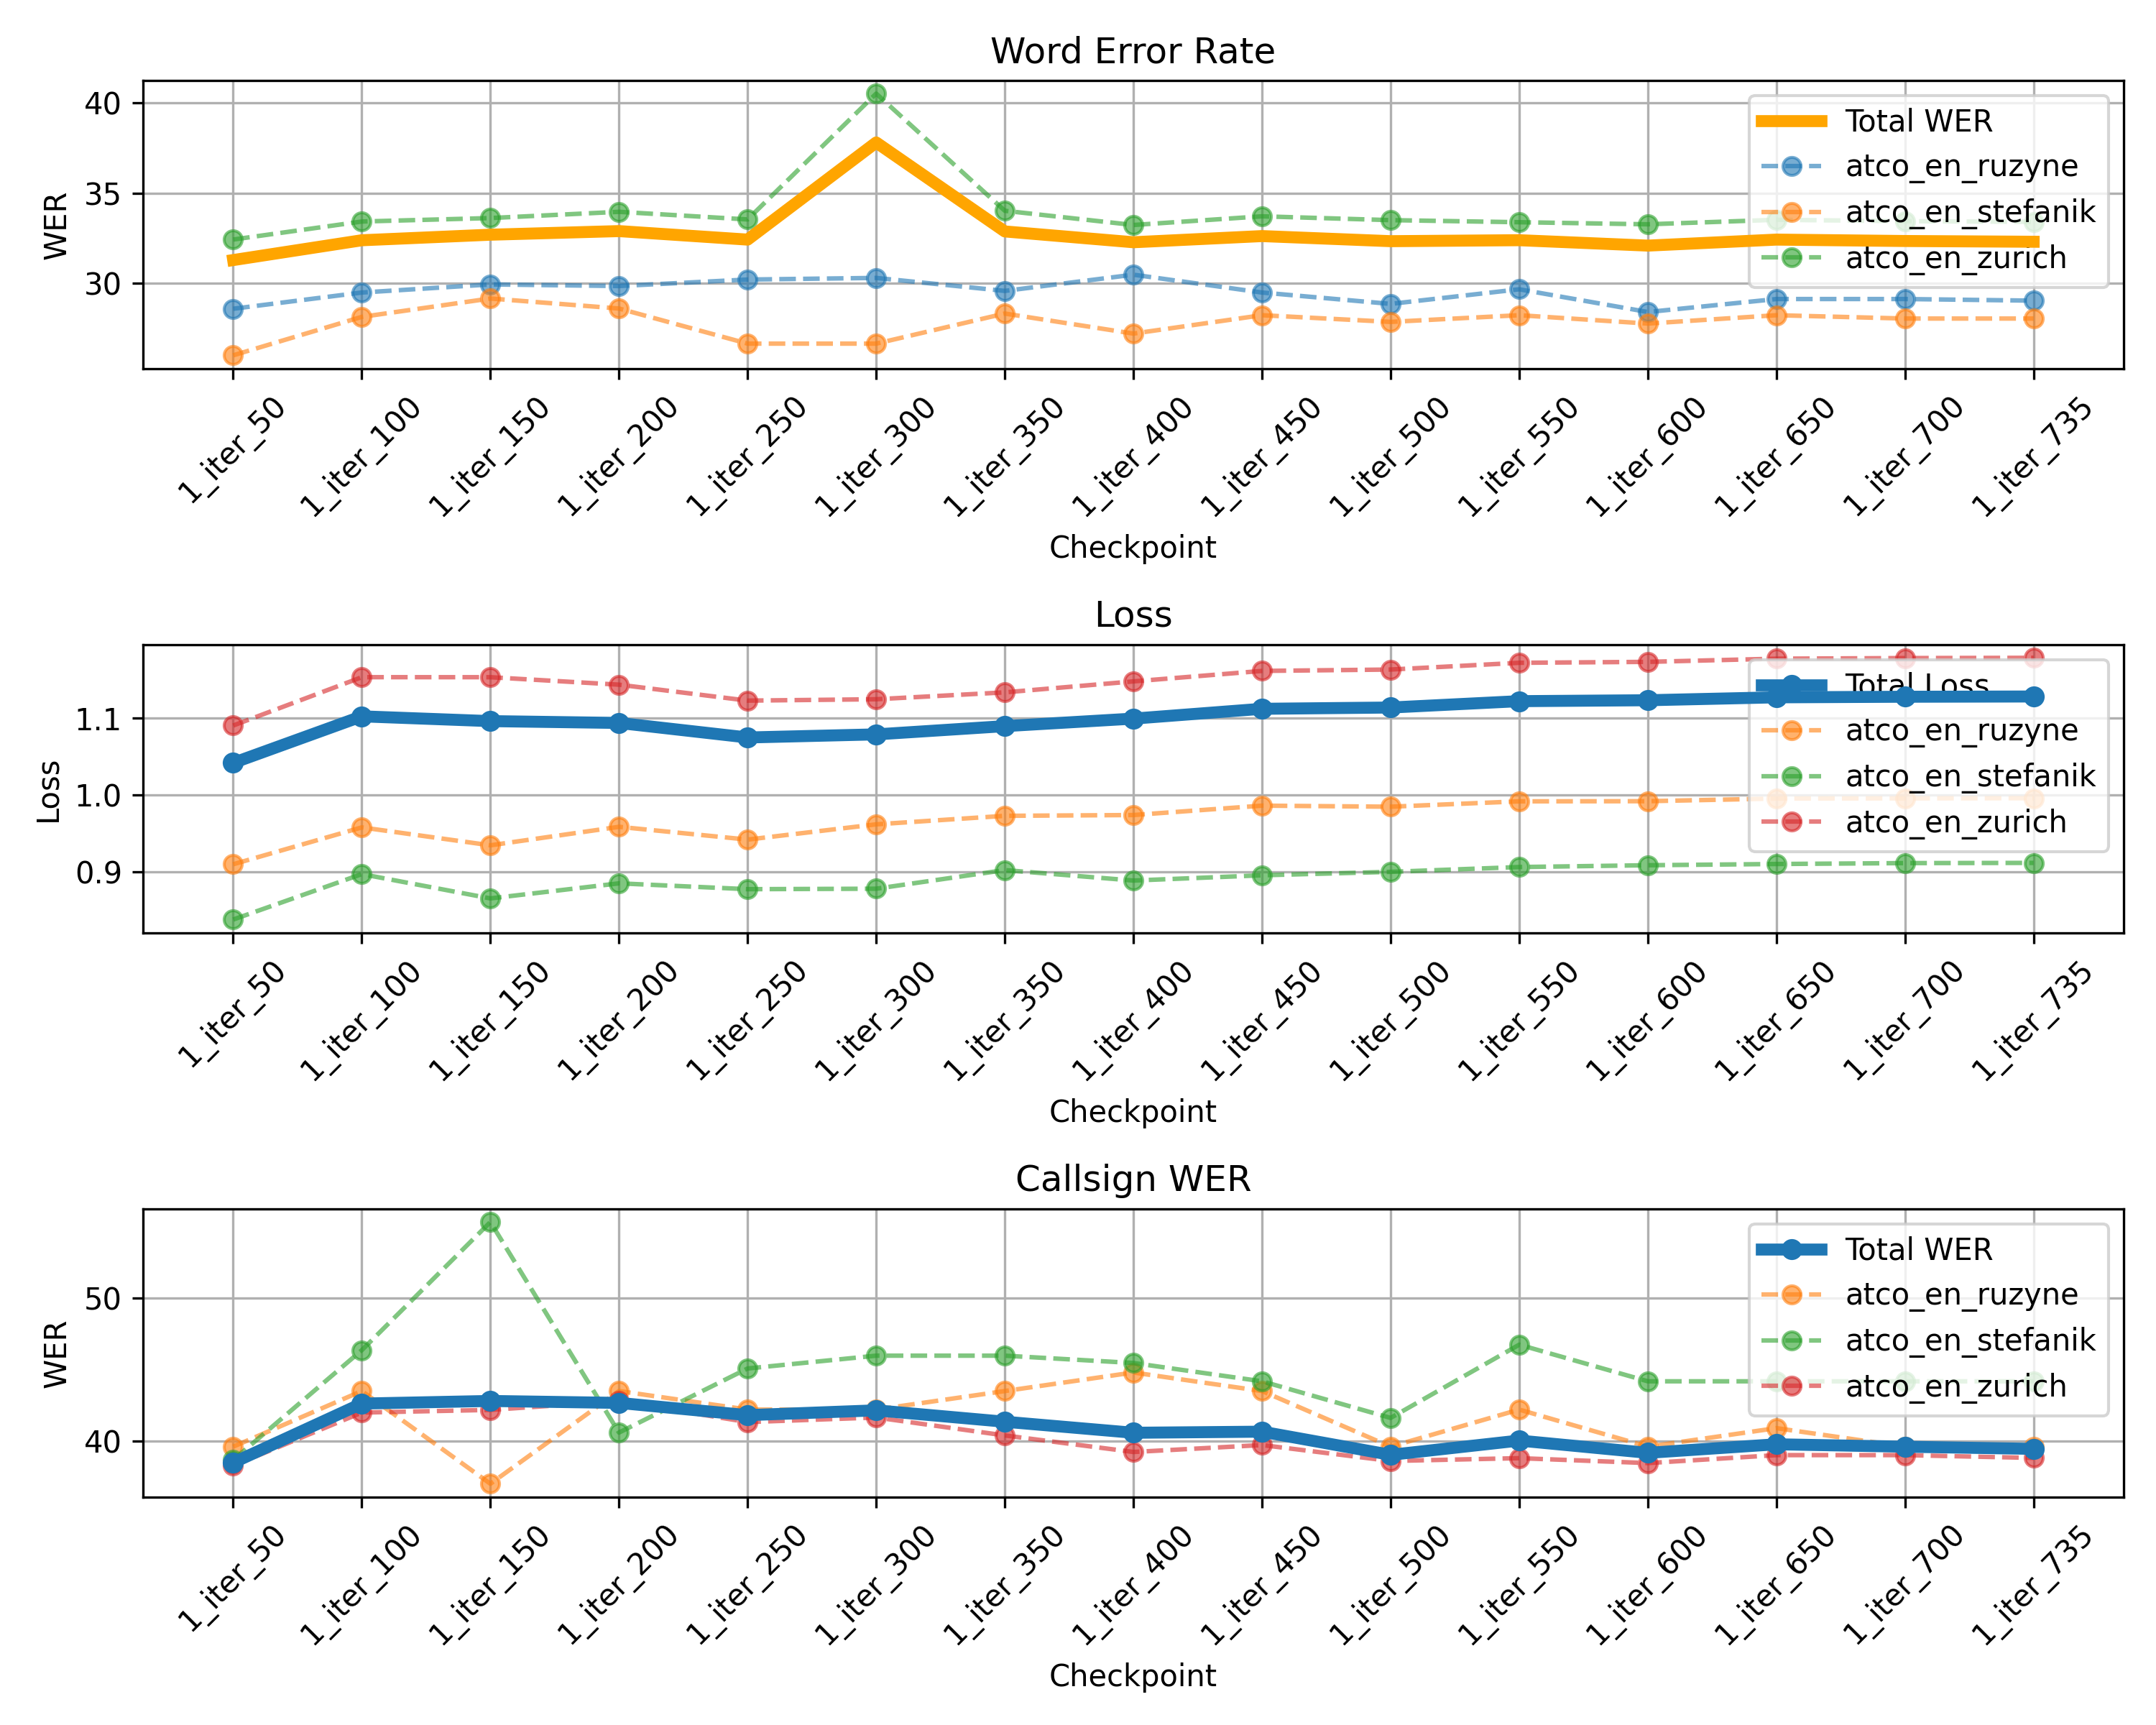 Word Error Rate
WER
40
35
30
Total WER
atco_en_ruzyne
atco_en_stefanik
atco_en_zurich
1_iter_50
1_iter_100
1_iter_150
1_iter_200
1_iter_250
1_iter_300
1_iter_350
1_iter_400
1_iter_450
1_iter_500
1_iter_550
1_iter_600
1_iter_650
1_iter_700
1_iter_735
Checkpoint
Loss
Loss
1.1
1.0
0.9
Total Loss
atco_en_ruzyne
atco_en_stefanik
atco_en_zurich
1_iter_50
1_iter_100
1_iter_150
1_iter_200
1_iter_250
1_iter_300
1_iter_350
1_iter_400
1_iter_450
1_iter_500
1_iter_550
1_iter_600
1_iter_650
1_iter_700
1_iter_735
Checkpoint
Callsign WER
WER
50
40
Total WER
atco_en_ruzyne
atco_en_stefanik
atco_en_zurich
1_iter_50
1_iter_100
1_iter_150
1_iter_200
1_iter_250
1_iter_300
1_iter_350
1_iter_400
1_iter_450
1_iter_500
1_iter_550
1_iter_600
1_iter_650
1_iter_700
1_iter_735
Checkpoint